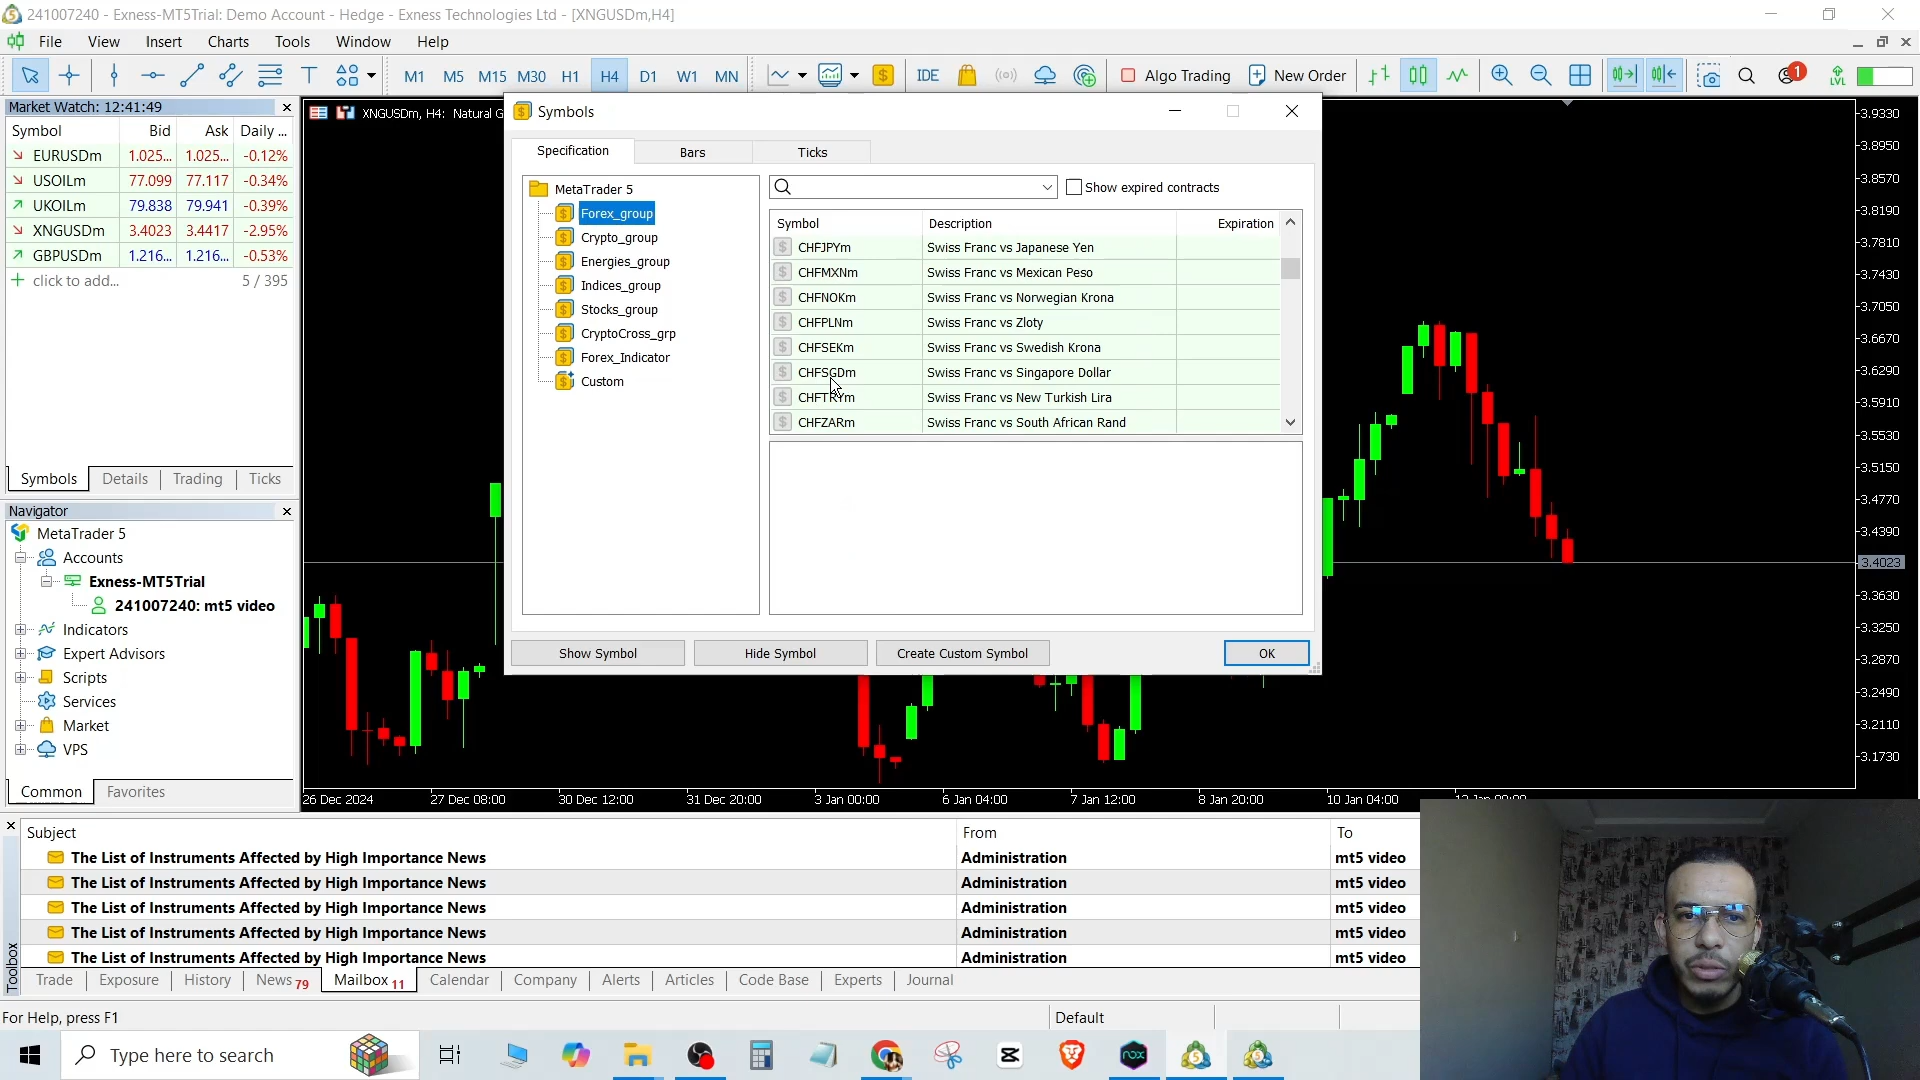 241007240 - Exness-MT5Trial: Demo Account - Hedge - Exness Technologies Ltd - [XNGUSDm,H4]
File View Insert Charts Tools Window Help
M1 M5 M15 M30 H1 H4 D1 W1 MN IDE Algo Trading New Order 1 LVL
Market Watch: 12:41:49
Symbol Bid Ask Daily ...
EURUSDm 1.025... 1.025... -0.12%
USOILm 77.099 77.117 -0.34%
UKOILm 79.838 79.941 -0.39%
XNGUSDm 3.4023 3.4417 -2.95%
GBPUSDm 1.216... 1.216... -0.53%
click to add... 5 / 395
Symbols Details Trading Ticks
Navigator
MetaTrader 5
Accounts
Exness-MT5Trial
241007240: mt5 video
Indicators
Expert Advisors
Scripts
Services
Market
VPS
Common Favorites
XNGUSDm, H4: Natural G
Symbols
Specification Bars Ticks
MetaTrader 5
Forex_group
Crypto_group
Energies_group
Indices_group
Stocks_group
CryptoCross_grp
Forex_Indicator
Custom
Show expired contracts
Symbol Description Expiration
CHFJPYm Swiss Franc vs Japanese Yen
CHFMXNm Swiss Franc vs Mexican Peso
CHFNOKm Swiss Franc vs Norwegian Krona
CHFPLNm Swiss Franc vs Zloty
CHFSEKm Swiss Franc vs Swedish Krona
CHFSGDm Swiss Franc vs Singapore Dollar
CHFTRYm Swiss Franc vs New Turkish Lira
CHFZARm Swiss Franc vs South African Rand
Show Symbol Hide Symbol Create Custom Symbol OK
3.9330
3.8950
3.8570
3.8190
3.7810
3.7430
3.7050
3.6670
3.6290
3.5910
3.5530
3.5150
3.4770
3.4390
3.4023
3.3630
3.3250
3.2870
3.2490
3.2110
3.1730
26 Dec 2024 27 Dec 08:00 30 Dec 12:00 31 Dec 20:00 3 Jan 00:00 6 Jan 04:00 7 Jan 12:00 8 Jan 20:00 10 Jan 04:00
Subject From To
The List of Instruments Affected by High Importance News Administration mt5 video
The List of Instruments Affected by High Importance News Administration mt5 video
The List of Instruments Affected by High Importance News Administration mt5 video
The List of Instruments Affected by High Importance News Administration mt5 video
The List of Instruments Affected by High Importance News Administration mt5 video
Toolbox
Trade Exposure History News 79 Mailbox 11 Calendar Company Alerts Articles Code Base Experts Journal
For Help, press F1 Default
Type here to search